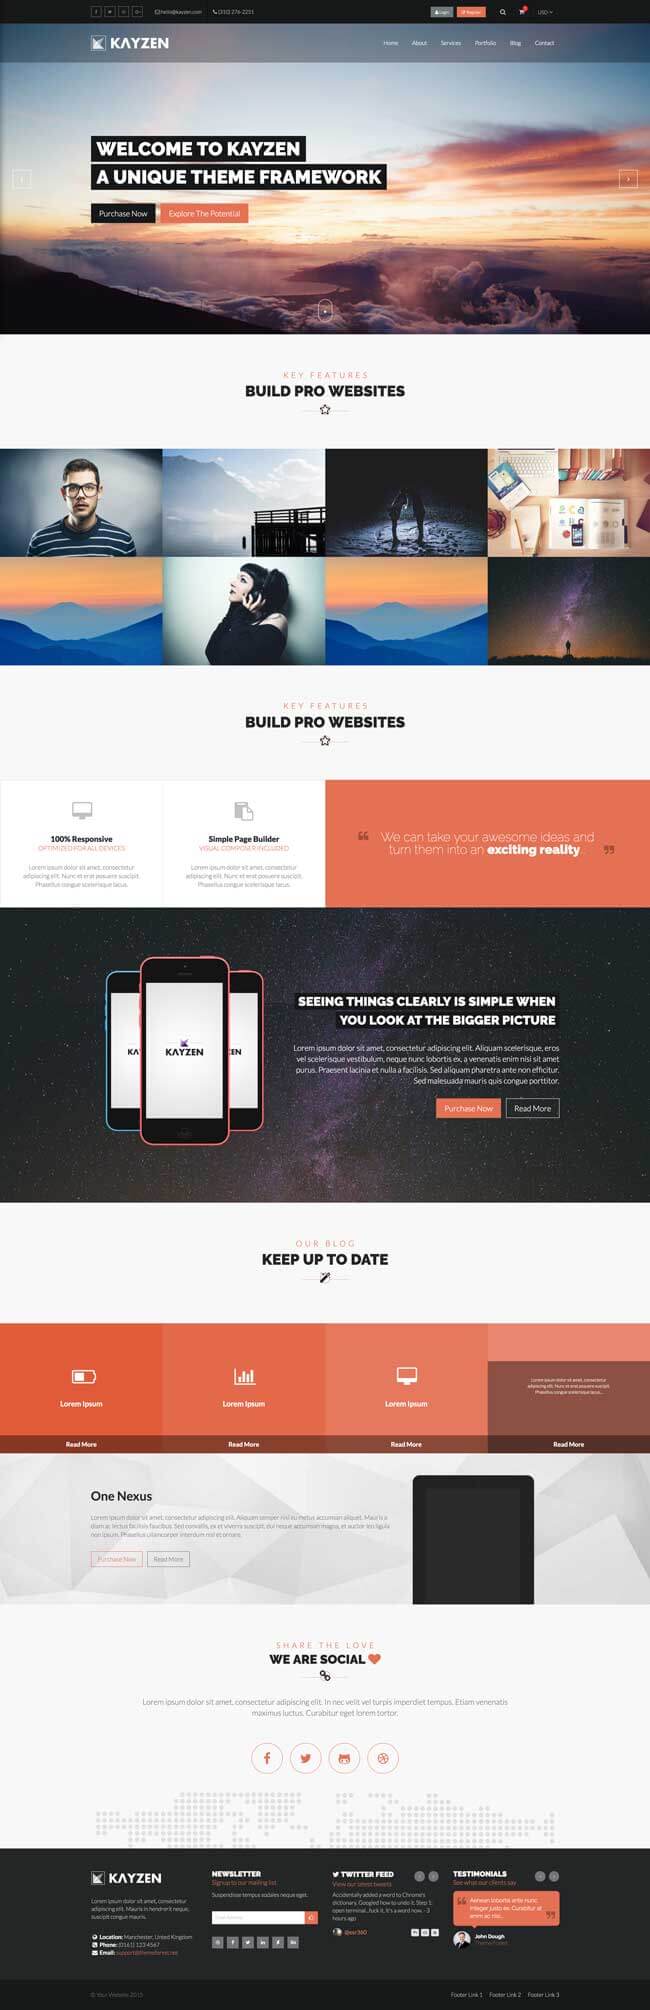 hello@kayzen.com
(310) 276-2251
Login
Register
USD
KAYZEN
Home
About
Services
Portfolio
Blog
Contact
WELCOME TO KAYZEN
A UNIQUE THEME FRAMEWORK
Purchase Now
Explore The Potential
KEY FEATURES
BUILD PRO WEBSITES
KEY FEATURES
BUILD PRO WEBSITES
100% Responsive
OPTIMIZED FOR ALL DEVICES
Lorem ipsum dolor sit amet, consectetur
adipiscing elit. Nunc et erat posuere suscipit.
Phasellus congue scelerisque lacus.
Simple Page Builder
VISUAL COMPOSER INCLUDED
Lorem ipsum dolor sit amet, consectetur
adipiscing elit. Nunc et erat posuere suscipit.
Phasellus congue scelerisque lacus.
We can take your awesome ideas and
turn them into an exciting reality..
KAYZEN
SEEING THINGS CLEARLY IS SIMPLE WHEN
YOU LOOK AT THE BIGGER PICTURE
Lorem ipsum dolor sit amet, consectetur adipiscing elit. Aliquam scelerisque, eros
vel scelerisque vestibulum, neque nunc lobortis ex, a venenatis enim nisi sit amet
purus. Praesent lacinia et nulla a facilisis. Sed aliquam pharetra ante non efficitur.
Sed malesuada mauris quis congue porttitor.
Purchase Now
Read More
OUR BLOG
KEEP UP TO DATE
Lorem Ipsum
Read More
Lorem Ipsum
Read More
Lorem Ipsum
Read More
Lorem ipsum dolor sit amet, consectetur
adipiscing elit. Nunc et erat posuere suscipit.
Phasellus congue scelerisque lacus...
Read More
One Nexus
Lorem ipsum dolor sit amet, consectetur adipiscing elit. Aliquam semper nisl eu metus accumsan aliquet. Mauris a
diam ac lectus facilisis faucibus. Sed convallis, ex et viverra suscipit, dui neque accumsan magna, et auctor leo ligula
non ipsum. Phasellus ullamcorper interdum nisl et ornare.
Purchase Now
Read More
SHARE THE LOVE
WE ARE SOCIAL
Lorem ipsum dolor sit amet, consectetur adipiscing elit. In nec velit vel turpis imperdiet tempus. Etiam venenatis
maximus luctus. Curabitur eget lorem tortor.
KAYZEN
Lorem ipsum dolor sit amet, consectetur
adipiscing elit. Mauris in hendrerit neque,
suscipit congue mauris.
Location: Manchester, United Kingdom
Phone: (0161) 123 4567
Email: support@themeforest.net
NEWSLETTER
Signup to our mailing list
Suspendisse tempus sodales neque eget.
TWITTER FEED
View our latest tweets
Accidentally added a word to Chrome's
dictionary. Googled how to undo it. Step 1:
open terminal...fuck it. It's a word now. - 3
hours ago
@esr360
TESTIMONIALS
See what our clients say
Aenean lobortis ante nunc.
Integer justo ex. Curabitur at
enim ac nisi...
John Dough
Theme Forest
© Your Website 2015
Footer Link 1
Footer Link 2
Footer Link 3